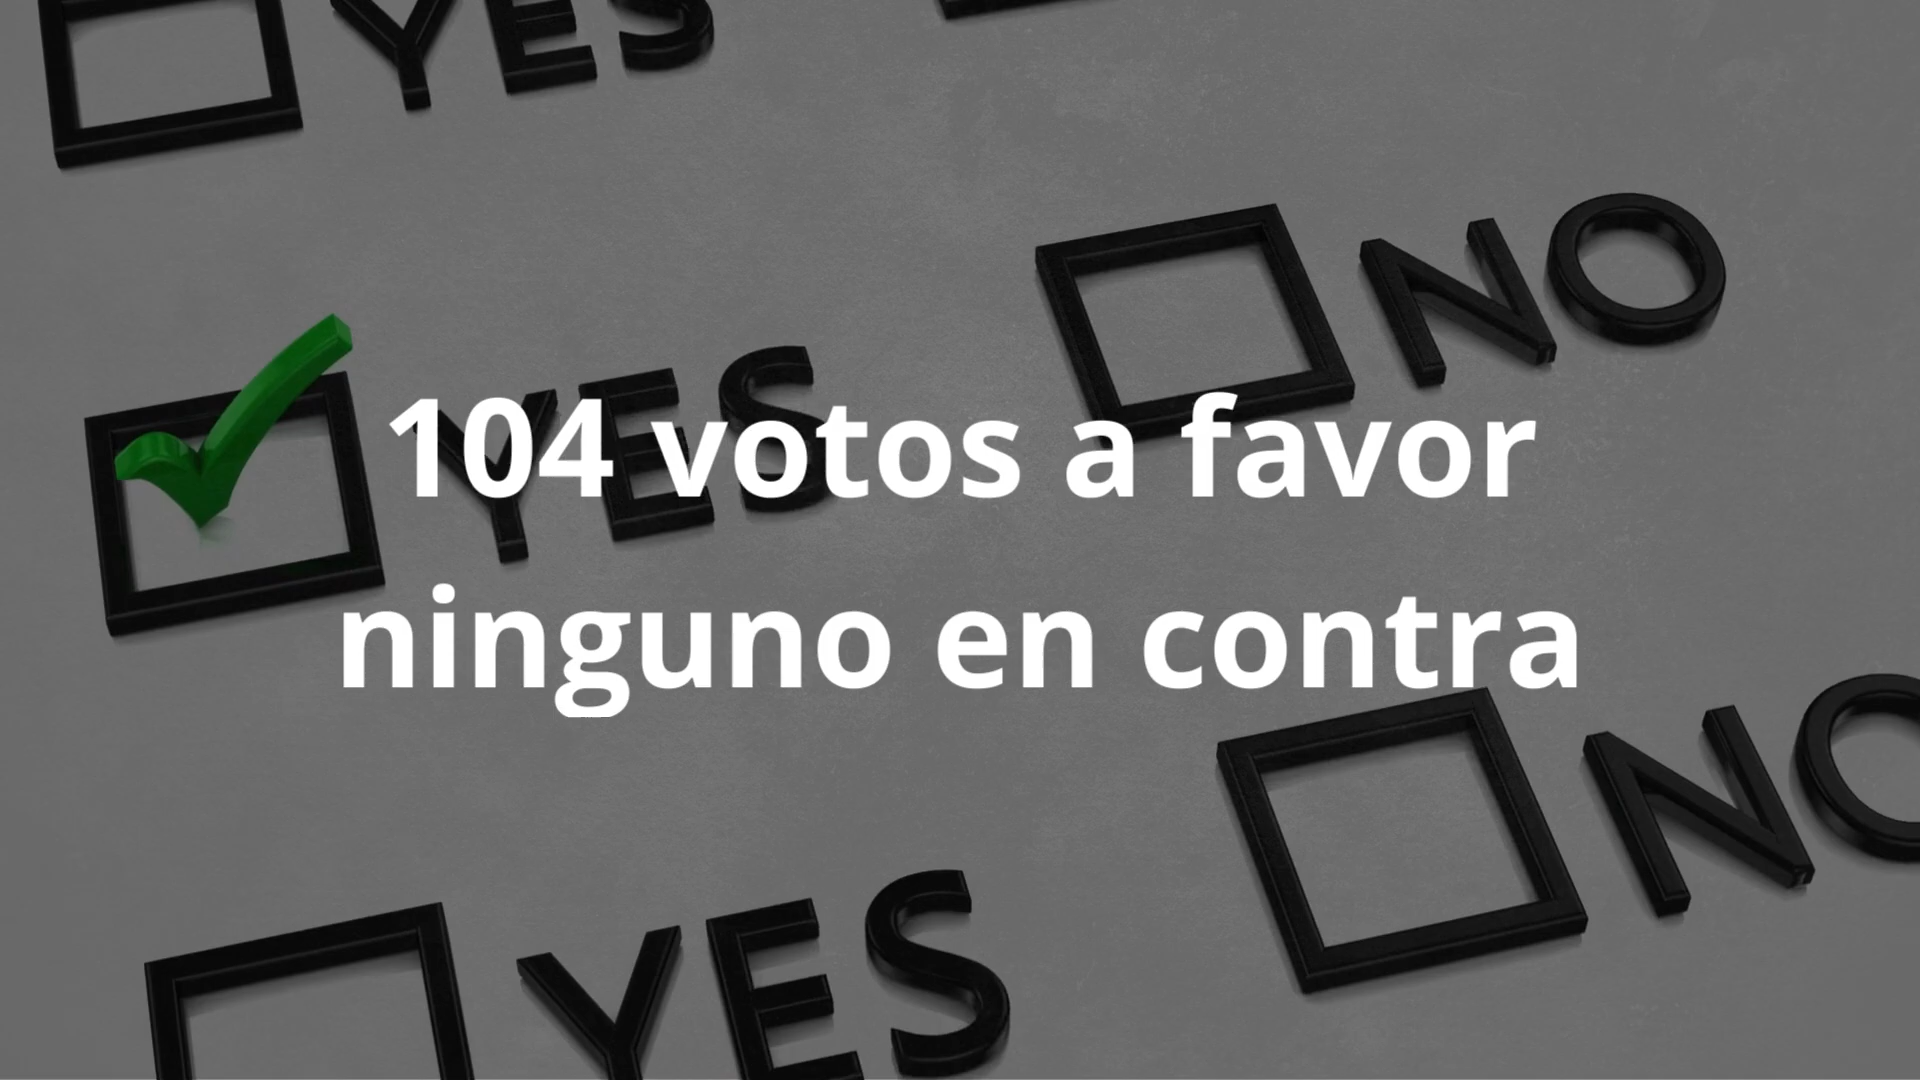 YES
NO
YES
104 votos a favor
ninguno en contra
NO
YES